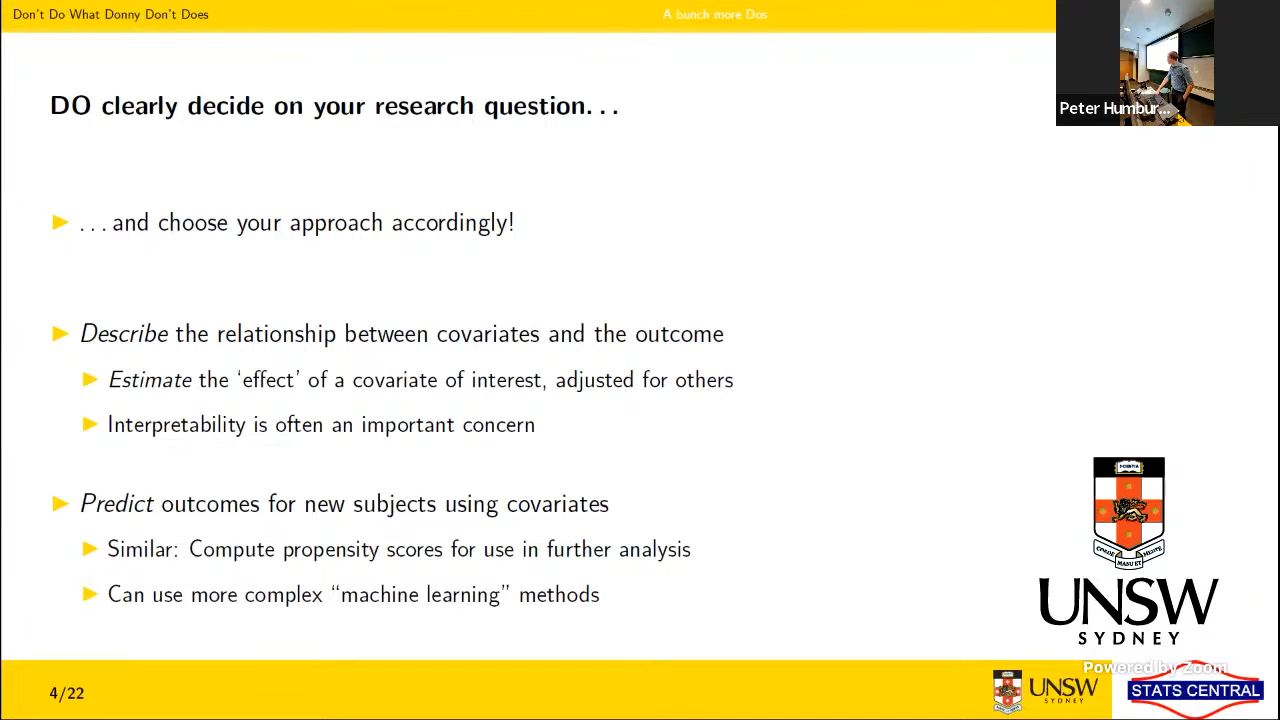 Don't Do What Donny Don't Does
A bunch more Dos
Peter Humbur...
DO clearly decide on your research question...
...and choose your approach accordingly!
Describe the relationship between covariates and the outcome
Estimate the ‘effect’ of a covariate of interest, adjusted for others
Interpretability is often an important concern
Predict outcomes for new subjects using covariates
Similar: Compute propensity scores for use in further analysis
Can use more complex “machine learning” methods
SCIENTIA
MANU ET
UNSW
SYDNEY
Powered by Zoom
4/22
UNSW
SYDNEY
STATS CENTRAL